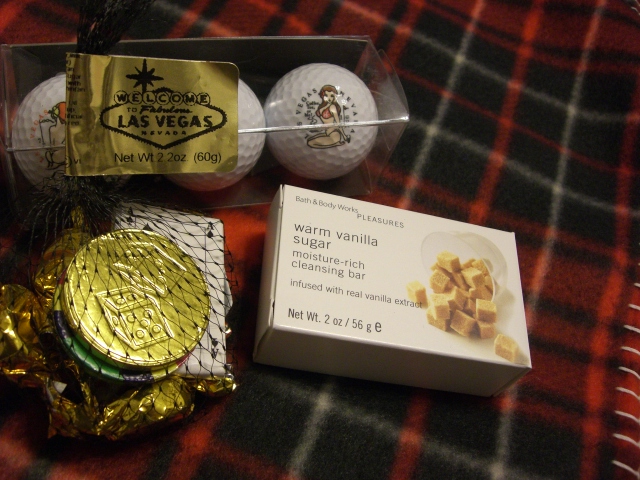 WELCOME
TO Fabulous
LAS VEGAS
NEVADA
Net Wt 2.2oz (60g)
Bath & Body Works
PLEASURES
warm vanilla
sugar
moisture-rich
cleansing bar
infused with real vanilla extract
Net Wt. 2 oz / 56 g e